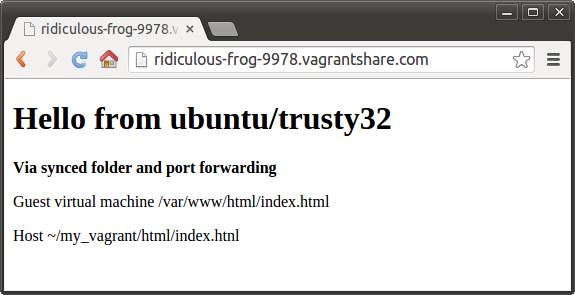 ridiculous-frog-9978.v
ridiculous-frog-9978.vagrantshare.com
Hello from ubuntu/trusty32
Via synced folder and port forwarding
Guest virtual machine /var/www/html/index.html
Host ~/my_vagrant/html/index.htnl